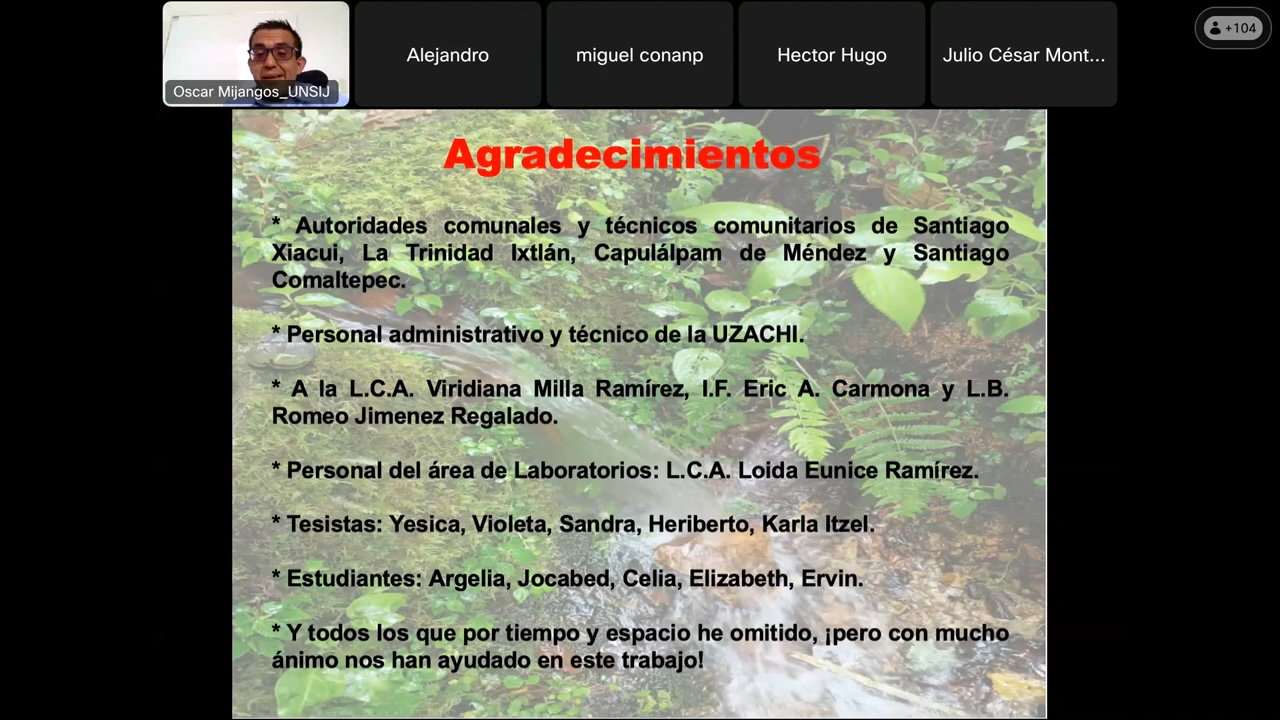 Alejandro
miguel conanp
Hector Hugo
Julio César Mont...
+104
Oscar Mijangos_UNSIJ
Agradecimientos
* Autoridades comunales y técnicos comunitarios de Santiago
Xiacui, La Trinidad Ixtlán, Capulálpam de Méndez y Santiago
Comaltepec.
* Personal administrativo y técnico de la UZACHI.
* A la L.C.A. Viridiana Milla Ramírez, I.F. Eric A. Carmona y L.B.
Romeo Jimenez Regalado.
* Personal del área de Laboratorios: L.C.A. Loida Eunice Ramírez.
* Tesistas: Yesica, Violeta, Sandra, Heriberto, Karla Itzel.
* Estudiantes: Argelia, Jocabed, Celia, Elizabeth, Ervin.
* Y todos los que por tiempo y espacio he omitido, ¡pero con mucho
ánimo nos han ayudado en este trabajo!